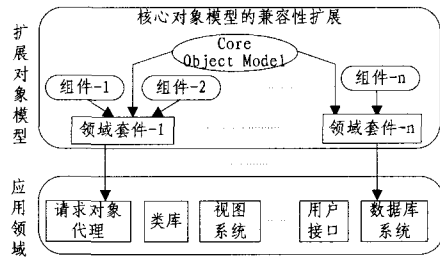 核心对象模型的兼容性扩展
扩展对象模型
Core
Object Model
组件-1
组件-2
组件-n
领域套件-1
领域套件-n
应用领域
请求对象
代理
类库
视图
系统
用户
接口
数据库
系统